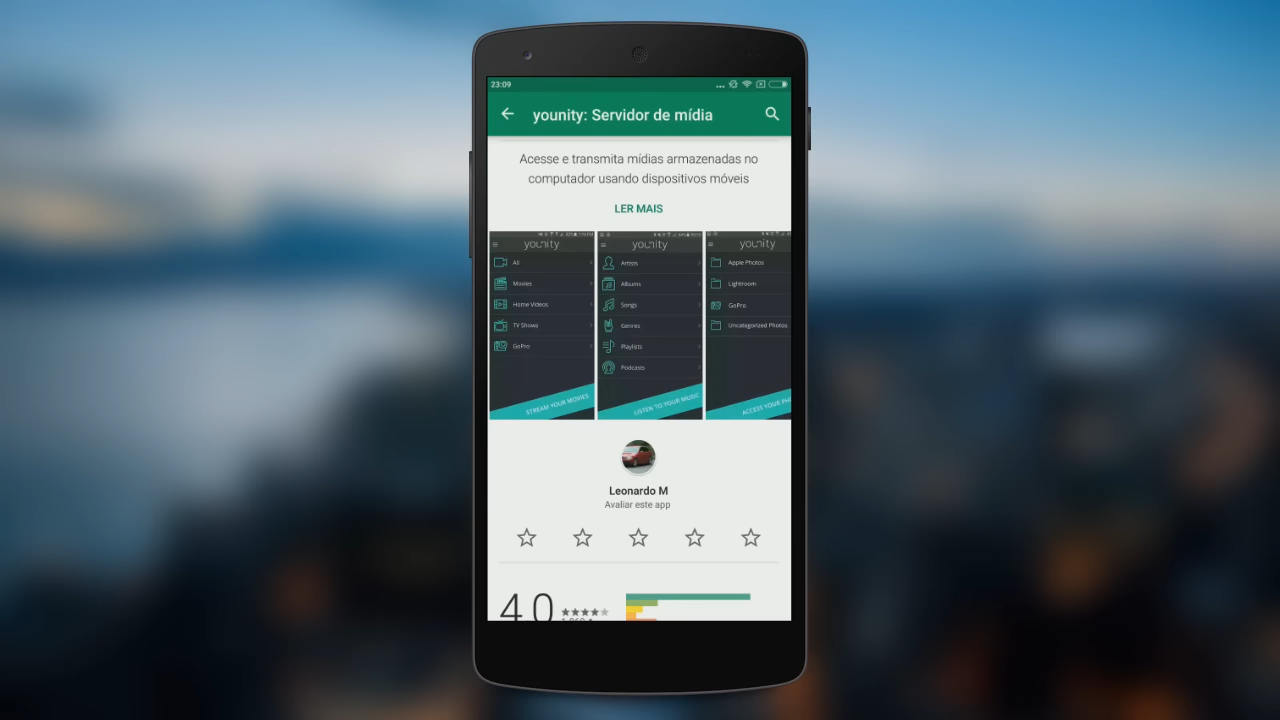 23:09
younity: Servidor de mídia
Acesse e transmita mídias armazenadas no
computador usando dispositivos móveis
LER MAIS
younity
All
Movies
Home Videos
TV Shows
GoPro
STREAM YOUR MOVIES
younity
Artists
Albums
Songs
Genres
Playlists
Podcasts
LISTEN TO YOUR MUSIC
younity
Apple Photos
Lightroom
GoPro
Uncategorized Photos
ACCESS YOUR
Leonardo M
Avaliar este app
4.0